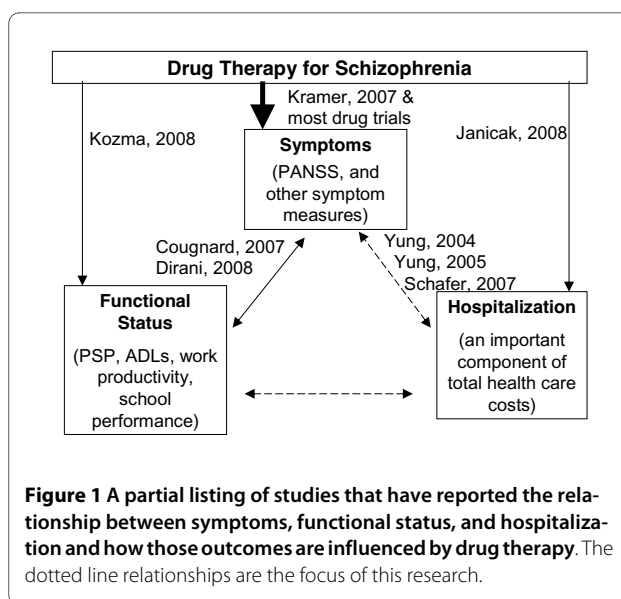 Drug Therapy for Schizophrenia
Kramer, 2007 &
most drug trials
Kozma, 2008
Janicak, 2008
Symptoms
(PANSS, and
other symptom
measures)
Cougnard, 2007
Dirani, 2008
Yung, 2004
Yung, 2005
Schafer, 2007
Functional
Status
(PSP, ADLs, work
productivity,
school
performance)
Hospitalization
(an important
component of
total health care
costs)
Figure 1 A partial listing of studies that have reported the rela-
tionship between symptoms, functional status, and hospitaliza-
tion and how those outcomes are influenced by drug therapy. The
dotted line relationships are the focus of this research.